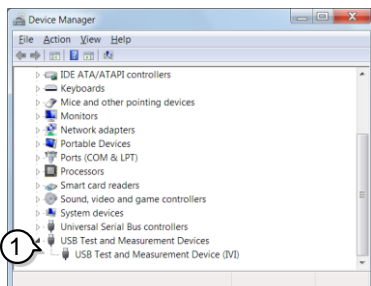 Device Manager
File Action View Help
IDE ATA/ATAPI controllers
Keyboards
Mice and other pointing devices
Monitors
Network adapters
Portable Devices
Ports (COM & LPT)
Processors
Smart card readers
Sound, video and game controllers
System devices
Universal Serial Bus controllers
1 USB Test and Measurement Devices
USB Test and Measurement Device (IVI)